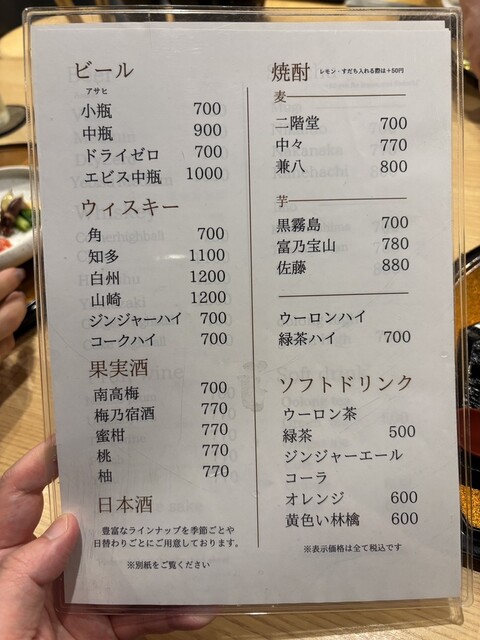 ビール
アサヒ
小瓶 700
中瓶 900
ドライゼロ 700
エビス中瓶 1000
ウィスキー
角 700
知多 1100
白州 1200
山崎 1200
ジンジャーハイ 700
コークハイ 700
果実酒
南高梅 700
梅乃宿酒 770
蜜柑 770
桃 770
柚 770
日本酒
豊富なラインナップを季節ごとや
日替わりごとにご用意しております。
※別紙をご覧ください
焼酎 レモン・すだち入れる際は+50円
麦
二階堂 700
中々 770
兼八 800
芋
黒霧島 700
富乃宝山 780
佐藤 880
ウーロンハイ
緑茶ハイ 700
ソフトドリンク
ウーロン茶
緑茶 500
ジンジャーエール
コーラ
オレンジ 600
黄色い林檎 600
※表示価格は全て税込です